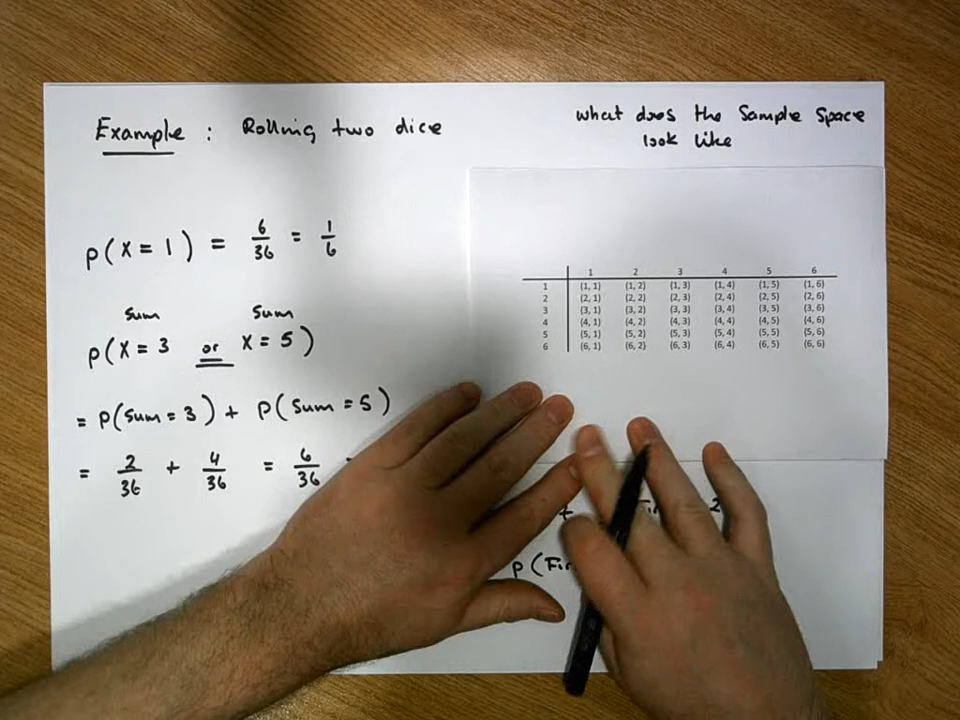 Example : Rolling two dice
what does the Sample Space
look like
P(X = 1) = 6/36 = 1/6
sum sum
P(X = 3 or X = 5)
= P(sum = 3) + P(sum = 5)
= 2/36 + 4/36 = 6/36
1 2 3 4 5 6
1 (1, 1) (1, 2) (1, 3) (1, 4) (1, 5) (1, 6)
2 (2, 1) (2, 2) (2, 3) (2, 4) (2, 5) (2, 6)
3 (3, 1) (3, 2) (3, 3) (3, 4) (3, 5) (3, 6)
4 (4, 1) (4, 2) (4, 3) (4, 4) (4, 5) (4, 6)
5 (5, 1) (5, 2) (5, 3) (5, 4) (5, 5) (5, 6)
6 (6, 1) (6, 2) (6, 3) (6, 4) (6, 5) (6, 6)
2
P(Fir